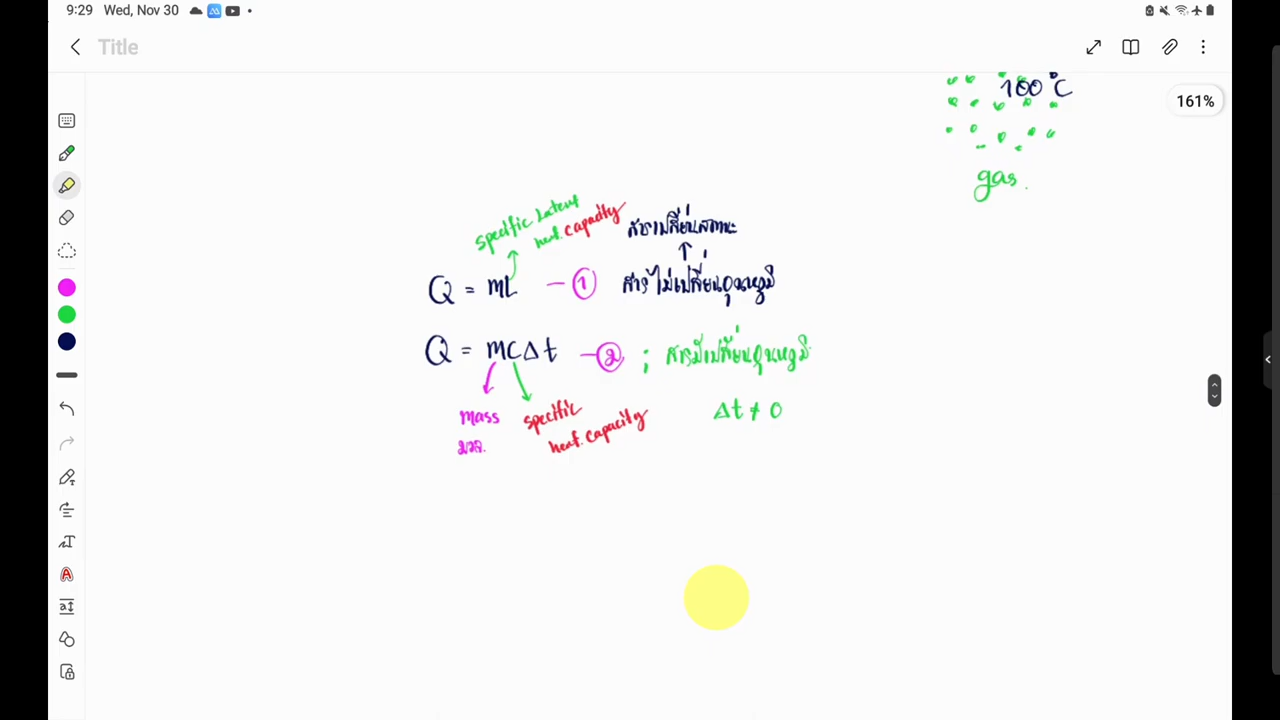 9:29 Wed, Nov 30
Title
161%
100°C
gas.
specific Latent
heat. capacity
สารเปลี่ยนสถานะ
Q = mL - ① สารไม่เปลี่ยนอุณหภูมิ
Q = mcΔt - ② ; สารมีเปลี่ยนอุณหภูมิ
mass
มวล.
specific
heat. capacity
Δt ≠ 0